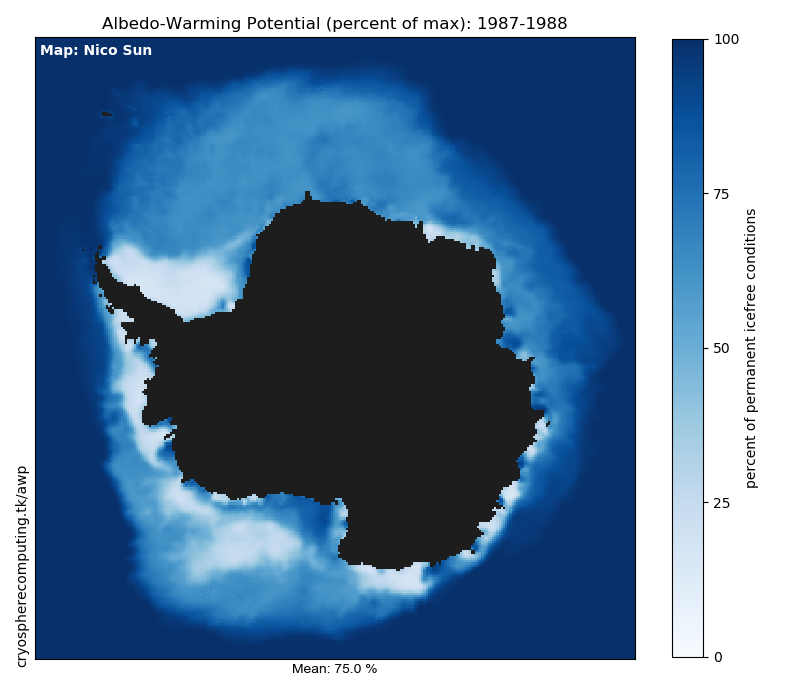 Albedo-Warming Potential (percent of max): 1987-1988
Map: Nico Sun
100
75
50
25
0
percent of permanent icefree conditions
cryospherecomputing.tk/awp
Mean: 75.0 %